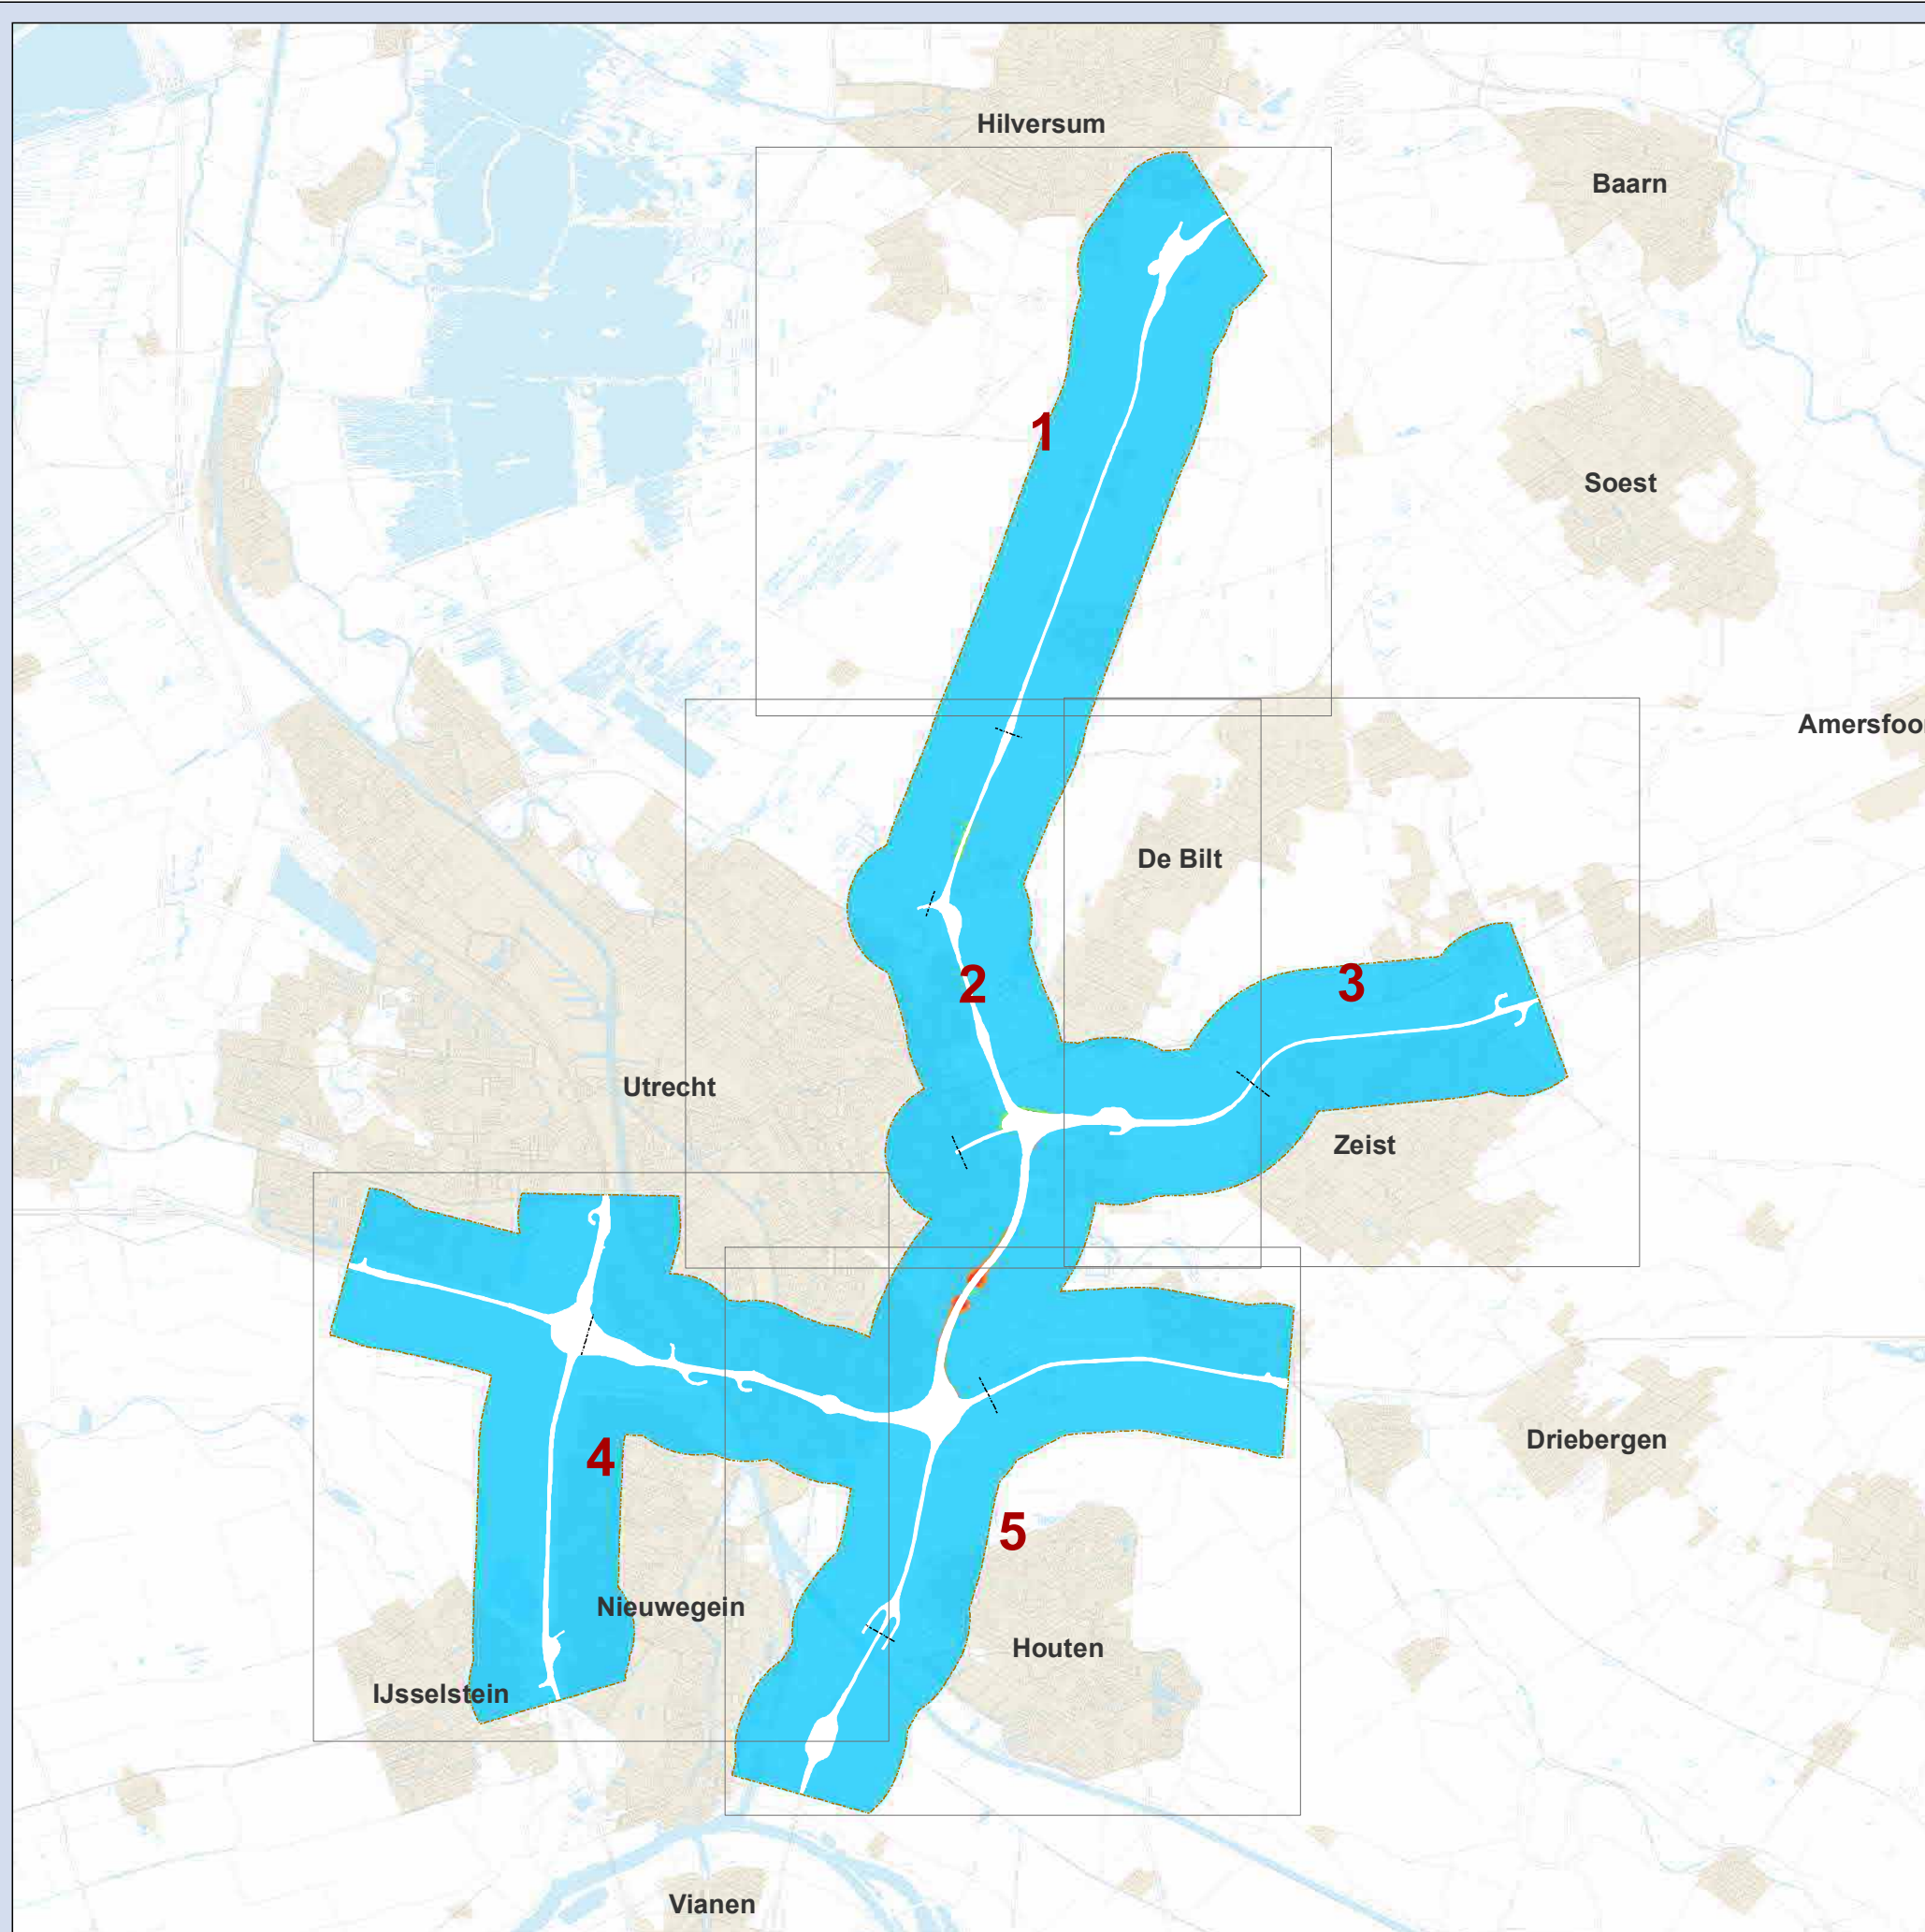 Hilversum
Baarn
1
Soest
Amersfoo
De Bilt
2
3
Utrecht
Zeist
4
Driebergen
5
Nieuwegein
Houten
IJsselstein
Vianen